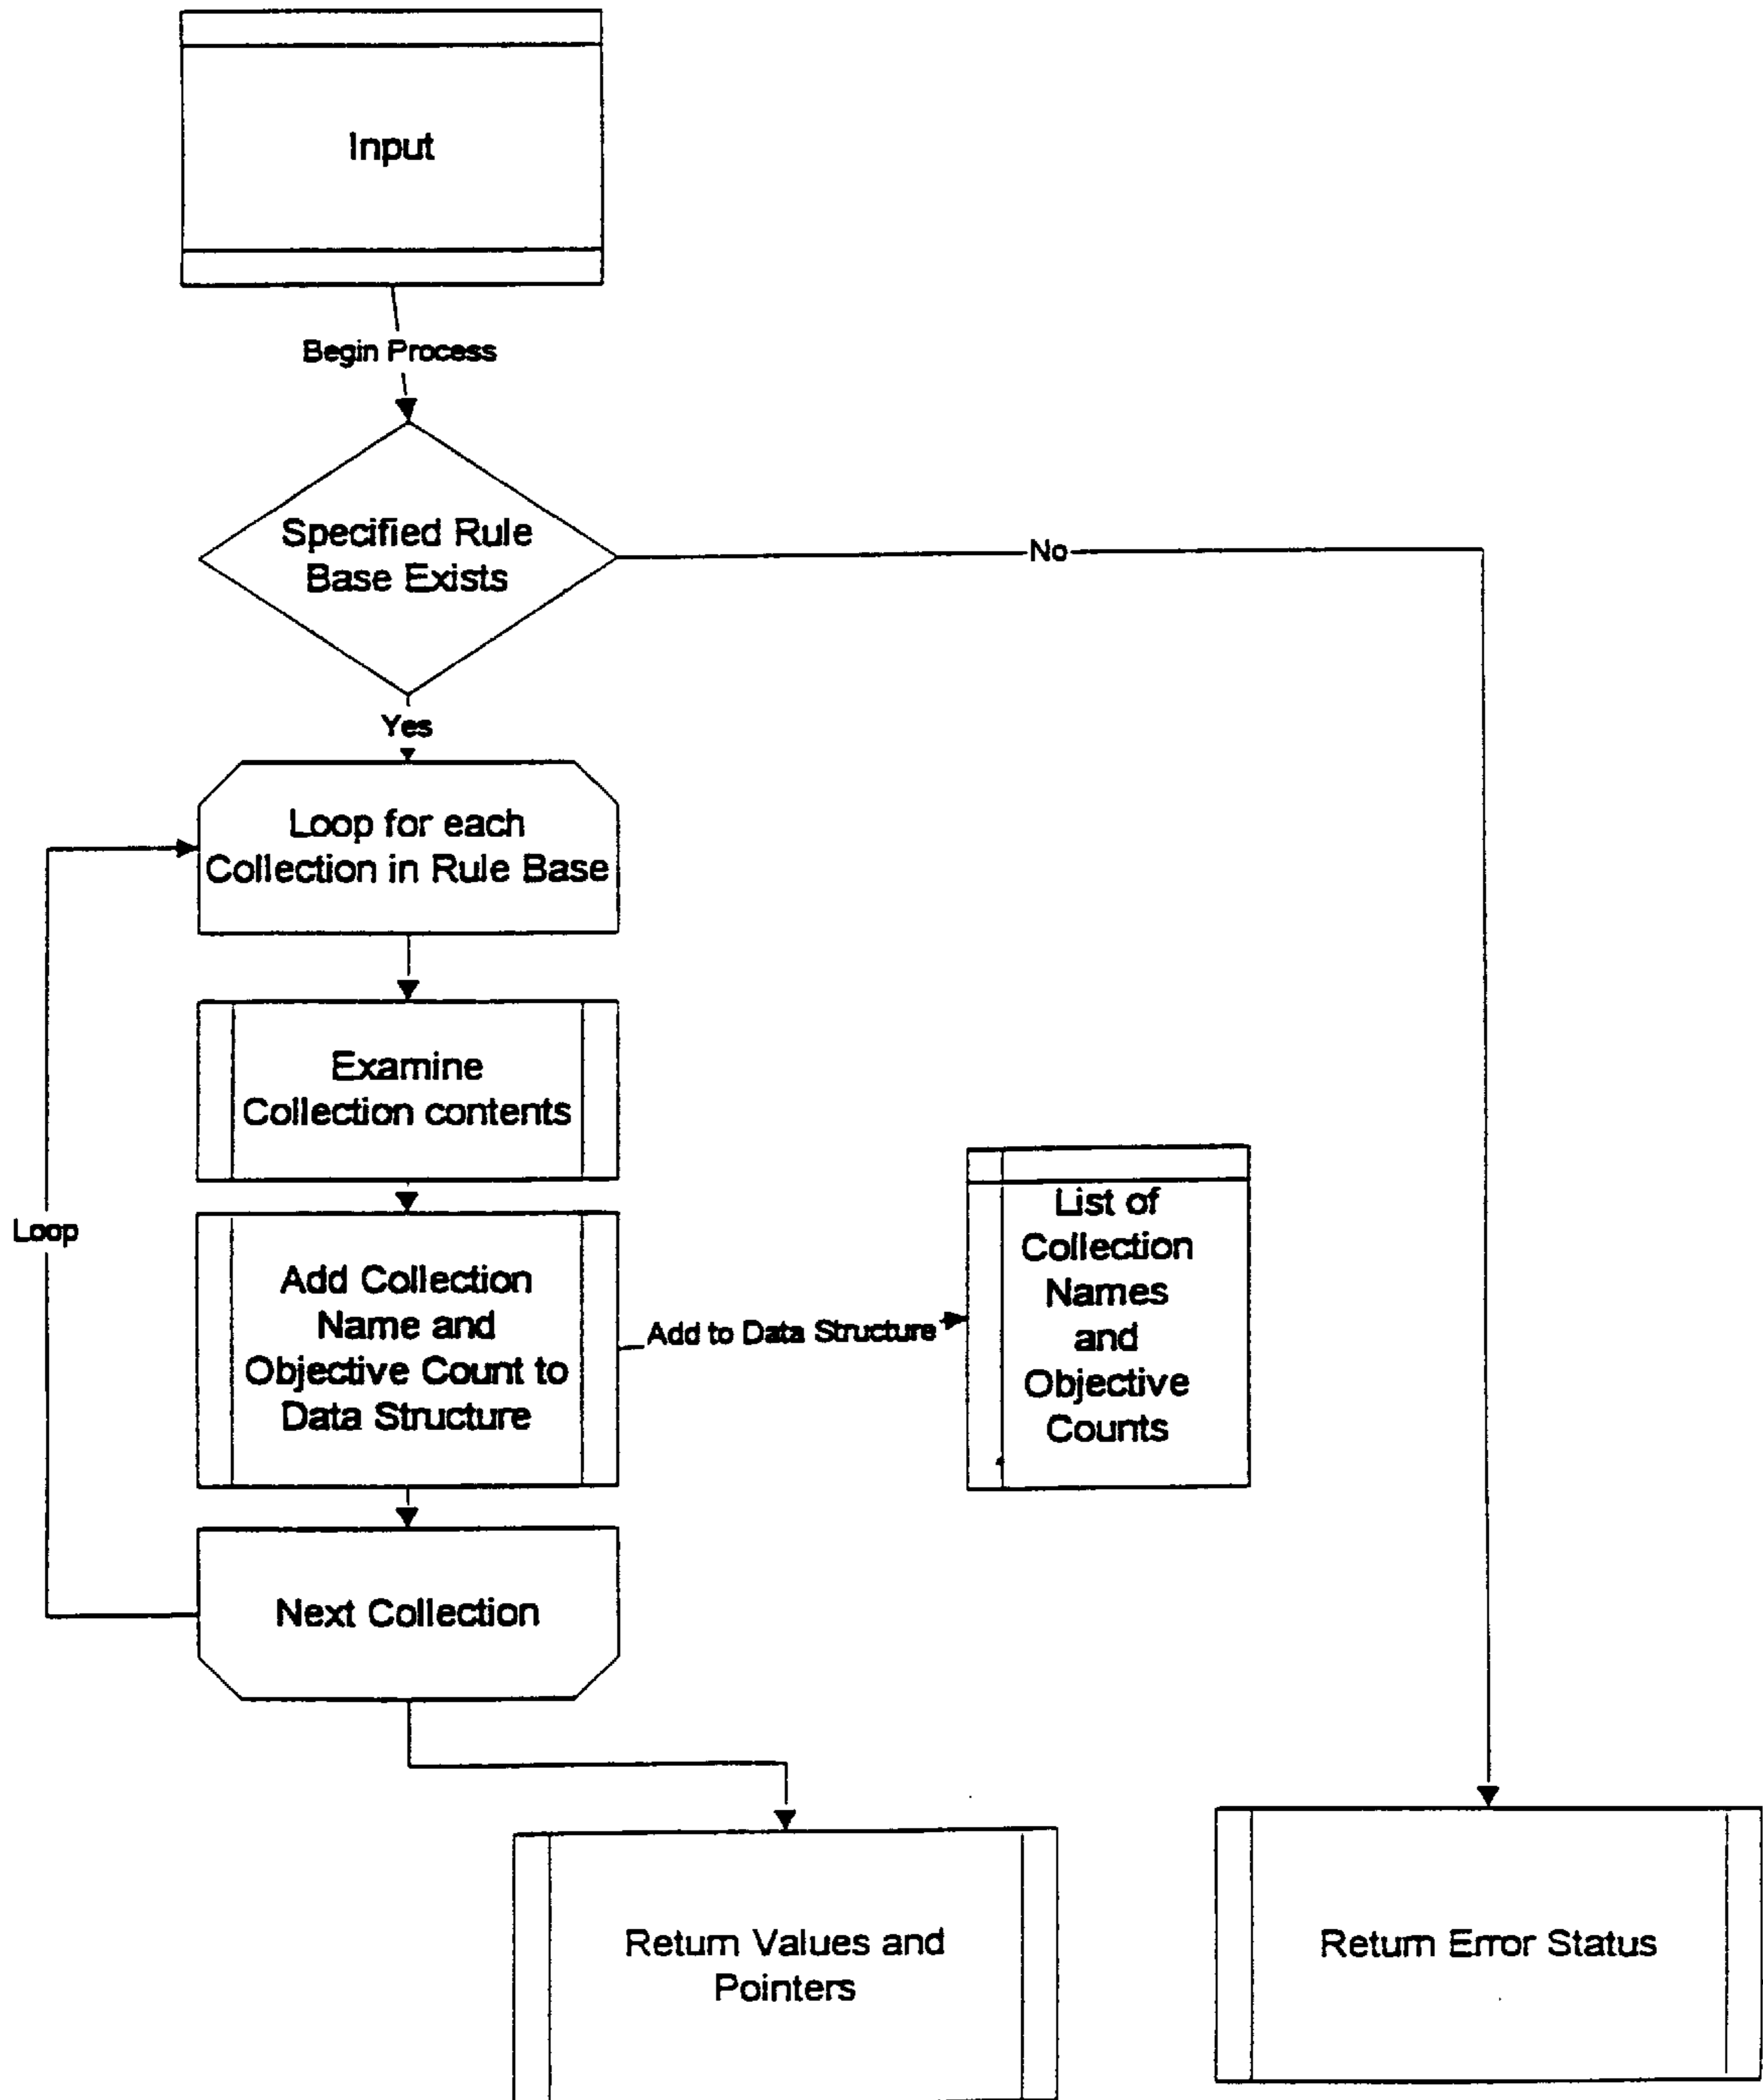 Input
Begin Process
Specified Rule
Base Exists
No
Yes
Loop for each
Collection in Rule Base
Examine
Collection contents
Loop
Add Collection
Name and
Objective Count to
Data Structure
Add to Data Structure
List of
Collection
Names
and
Objective
Counts
Next Collection
Return Values and
Pointers
Return Error Status